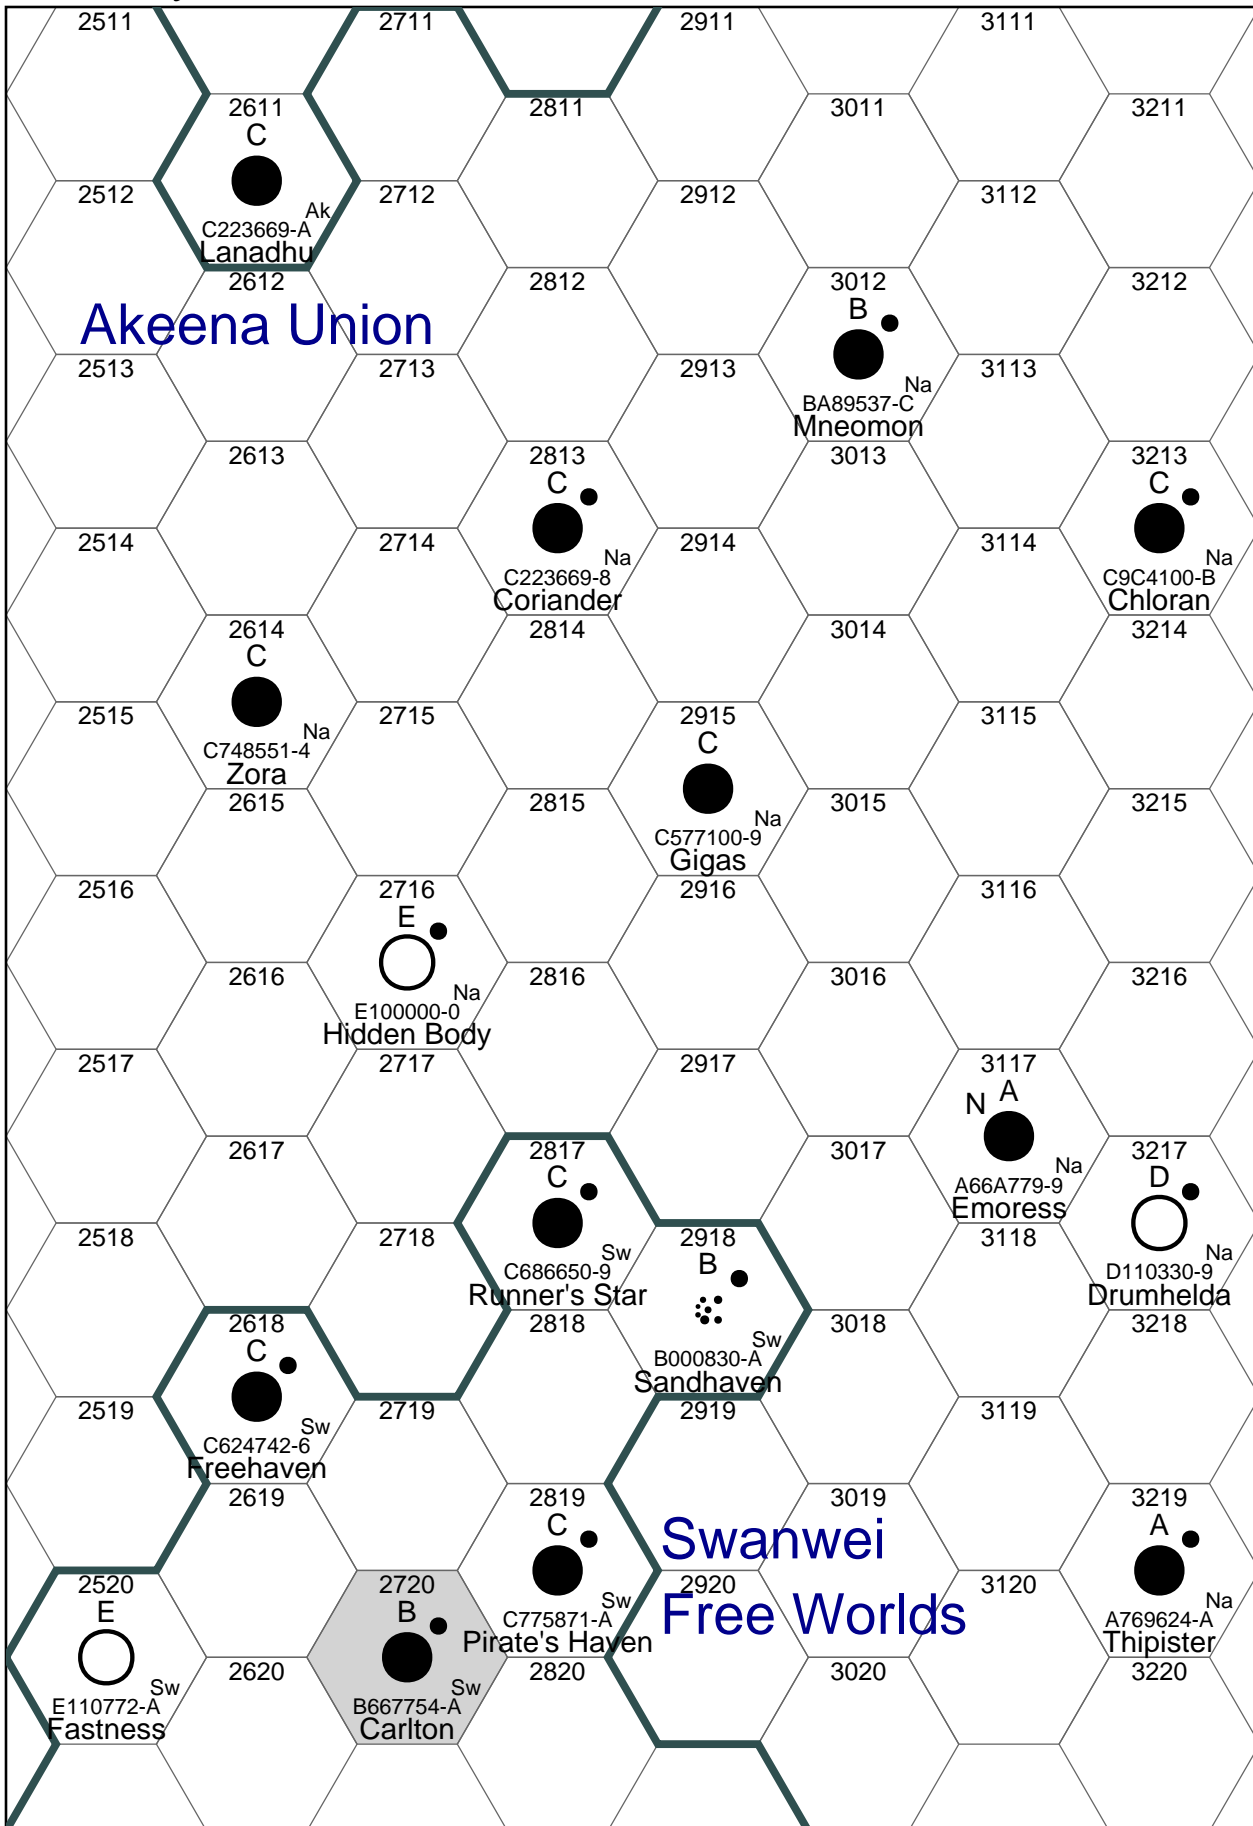 2511
2711
2911
3111
2611
C
C223669-A
Ak
Lanadhu
2811
3011
3211
2512
2712
2912
3112
2612
Akeena Union
2812
3012
B
BA89537-C
Na
Mneomon
3212
2513
2713
2913
3113
2613
2813
C
C223669-8
Na
Coriander
3013
3213
C
C9C4100-B
Na
Chloran
2514
2714
2914
3114
2614
C
C748551-4
Na
Zora
2814
3014
3214
2515
2715
2915
C
C577100-9
Na
Gigas
3115
2615
2815
3015
3215
2516
2716
E
E100000-0
Na
Hidden Body
2916
3116
2616
2816
3016
3216
2517
2717
2917
3117
N A
A66A779-9
Na
Emoress
2617
2817
C
C686650-9
Sw
Runner's Star
3017
3217
D
D110330-9
Na
Drumhelda
2518
2718
2918
B
B000830-A
Sw
Sandhaven
3118
2618
C
C624742-6
Sw
Freehaven
2818
3018
3218
2519
2719
2919
3119
2619
2819
C
C775871-A
Sw
Pirate's Haven
Swanwei
Free Worlds
3019
3219
A
A769624-A
Na
Thipister
2520
E
E110772-A
Sw
Fastness
2720
B
B667754-A
Sw
Carlton
2920
3120
2620
2820
3020
3220